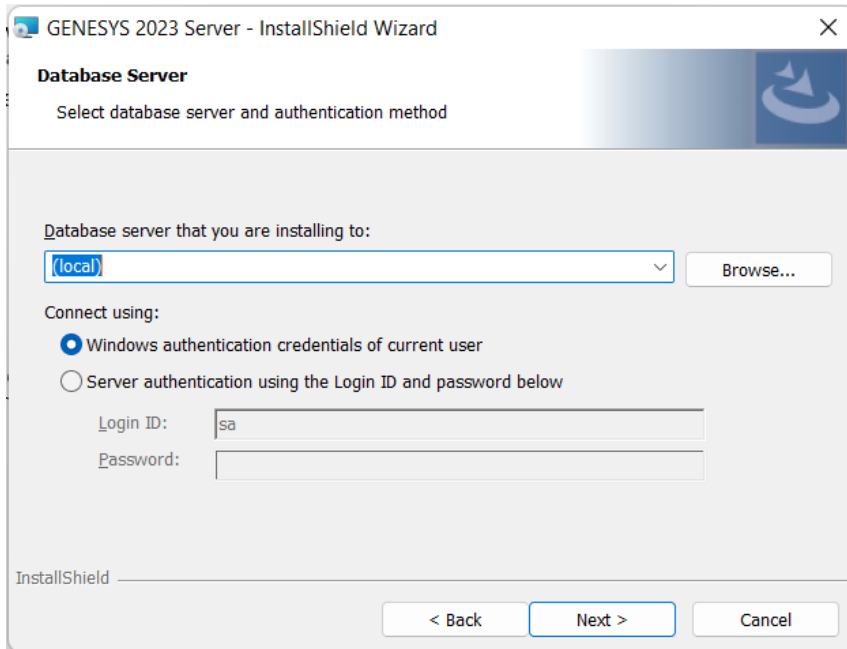 GENESYS 2023 Server - InstallShield Wizard
Database Server
Select database server and authentication method
Database server that you are installing to:
(local)
Browse...
Connect using:
Windows authentication credentials of current user
Server authentication using the Login ID and password below
Login ID:
sa
Password:
InstallShield
< Back
Next >
Cancel